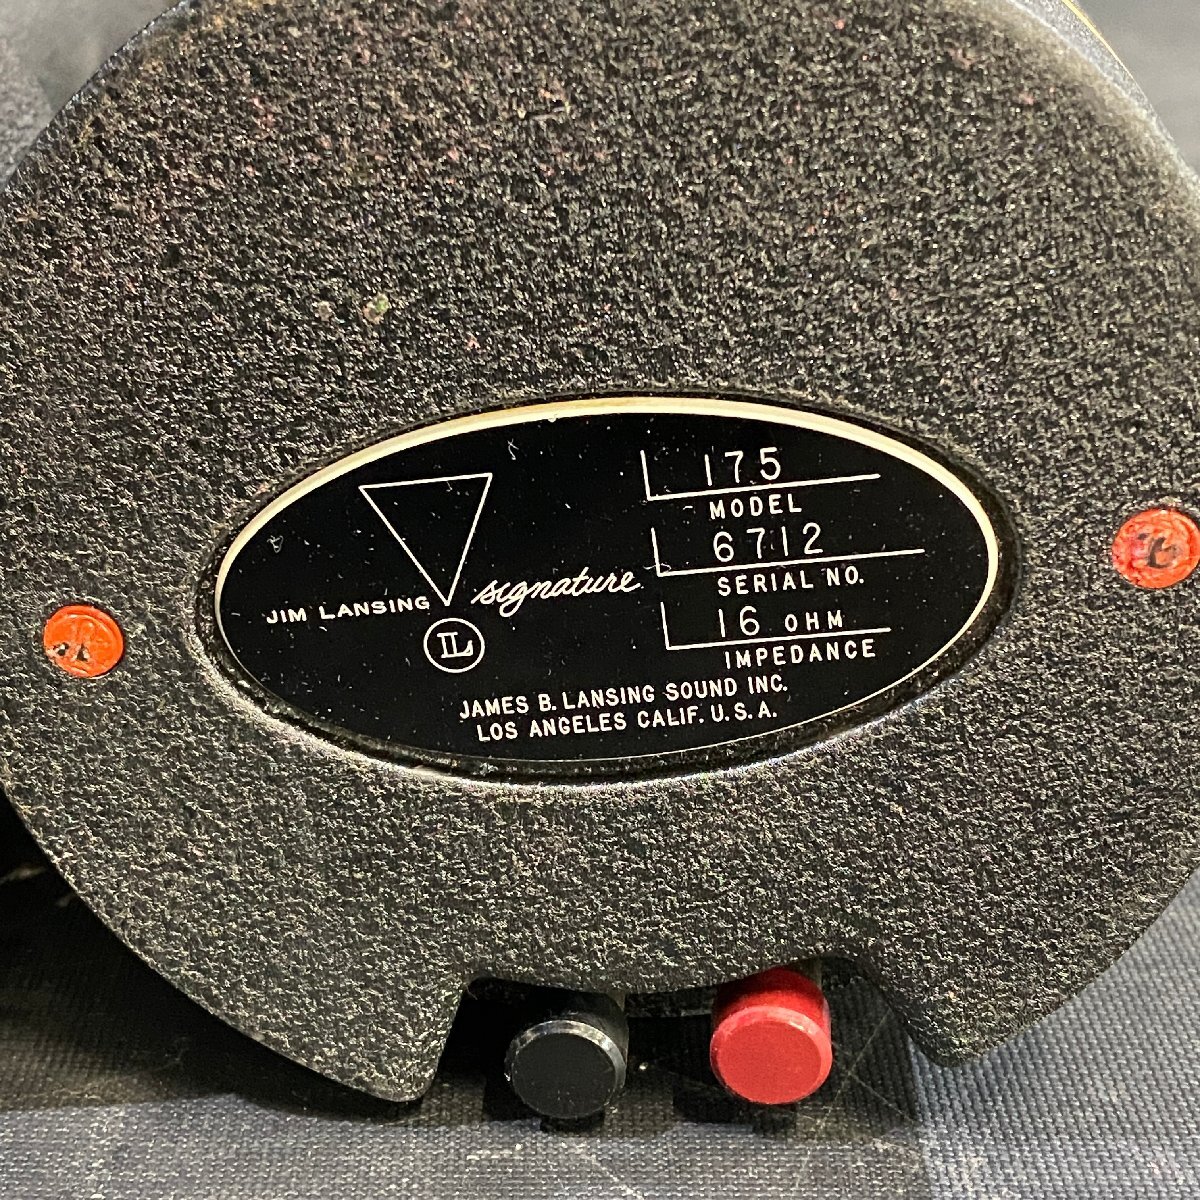 175
MODEL
6712
SERIAL NO.
16 OHM
IMPEDANCE
JIM LANSING signature
JAMES B. LANSING SOUND INC.
LOS ANGELES CALIF. U.S.A.